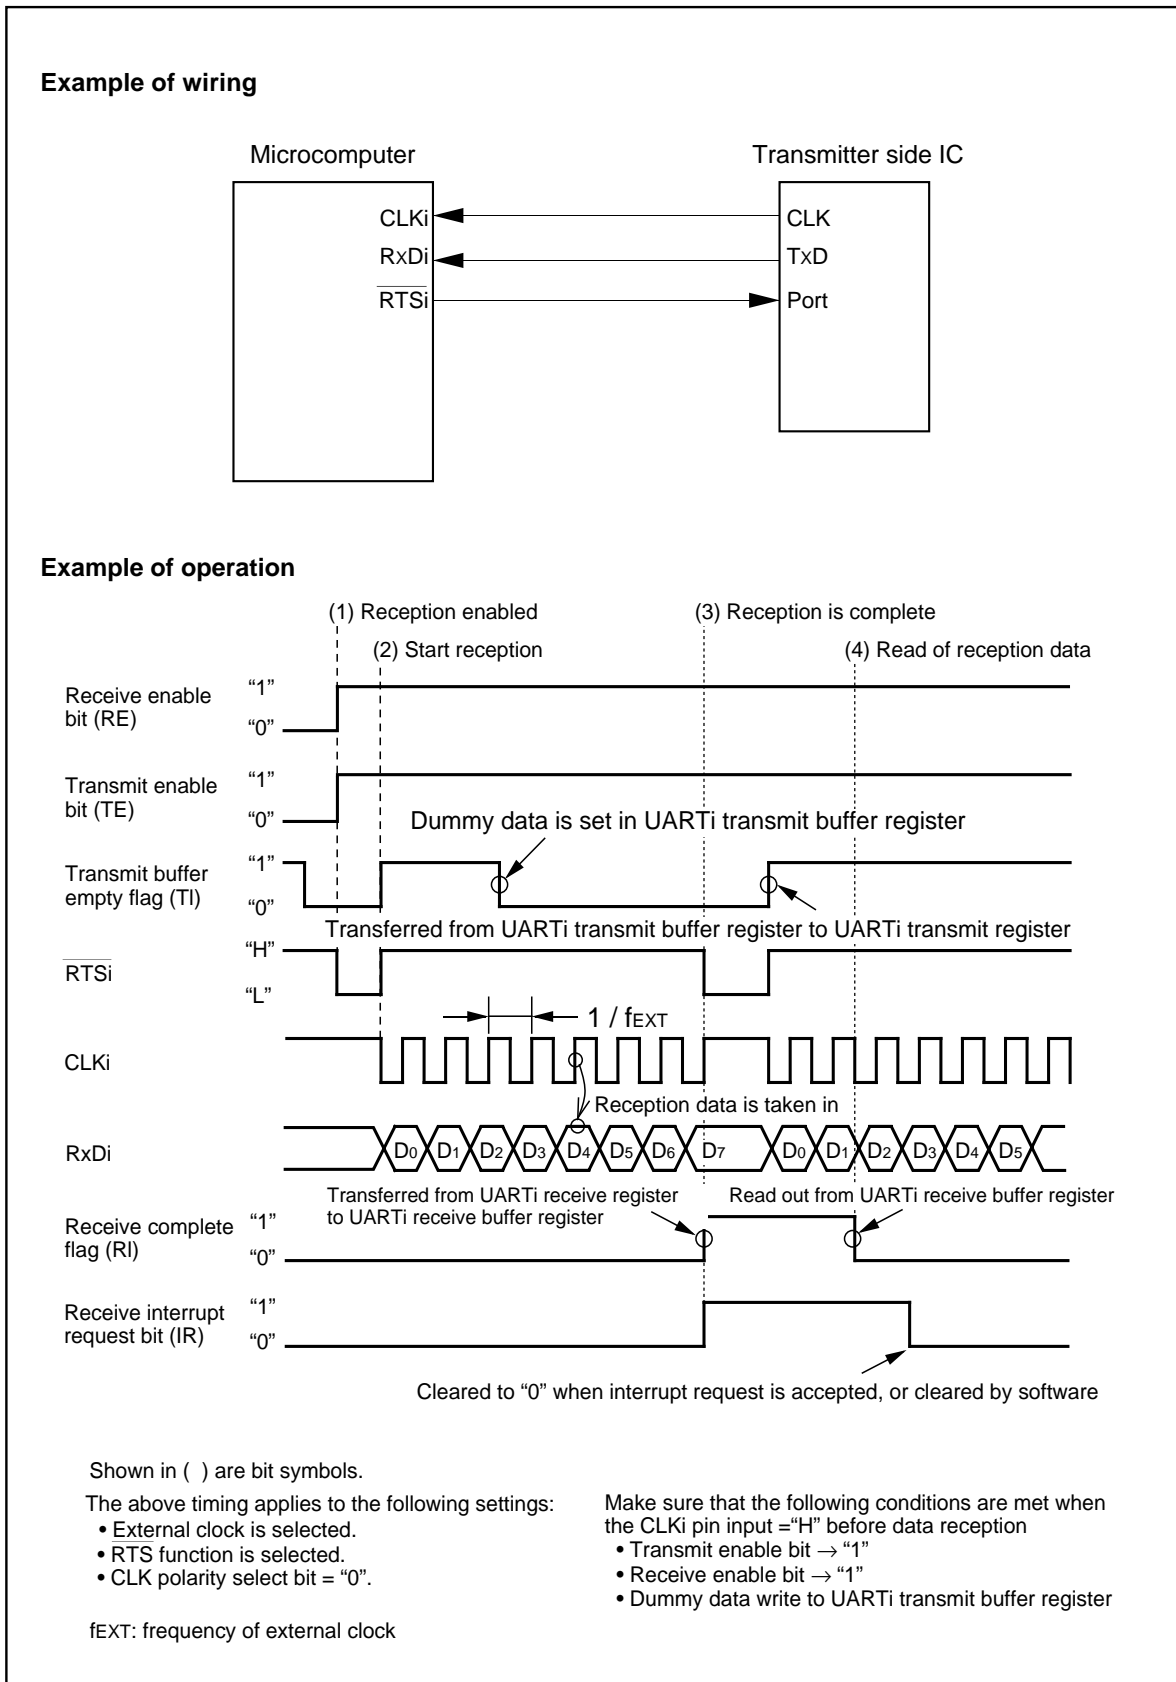 Example of wiring
Microcomputer
Transmitter side IC
CLKi
CLK
RxDi
TxD
RTSi
Port
Example of operation
(1) Reception enabled
(3) Reception is complete
(2) Start reception
(4) Read of reception data
Receive enable
bit (RE)
“1”
“0”
Transmit enable
bit (TE)
“1”
“0”
Dummy data is set in UARTi transmit buffer register
Transmit buffer
empty flag (TI)
“1”
“0”
Transferred from UARTi transmit buffer register to UARTi transmit register
RTSi
“H”
“L”
1 / fEXT
CLKi
Reception data is taken in
RxDi
D0 D1 D2 D3 D4 D5 D6 D7 D0 D1 D2 D3 D4 D5
Transferred from UARTi receive register
to UARTi receive buffer register
Read out from UARTi receive buffer register
Receive complete
flag (RI)
“1”
“0”
Receive interrupt
request bit (IR)
“1”
“0”
Cleared to “0” when interrupt request is accepted, or cleared by software
Shown in ( ) are bit symbols.
The above timing applies to the following settings:
• External clock is selected.
• RTS function is selected.
• CLK polarity select bit = “0”.
fEXT: frequency of external clock
Make sure that the following conditions are met when
the CLKi pin input =“H” before data reception
• Transmit enable bit → “1”
• Receive enable bit → “1”
• Dummy data write to UARTi transmit buffer register